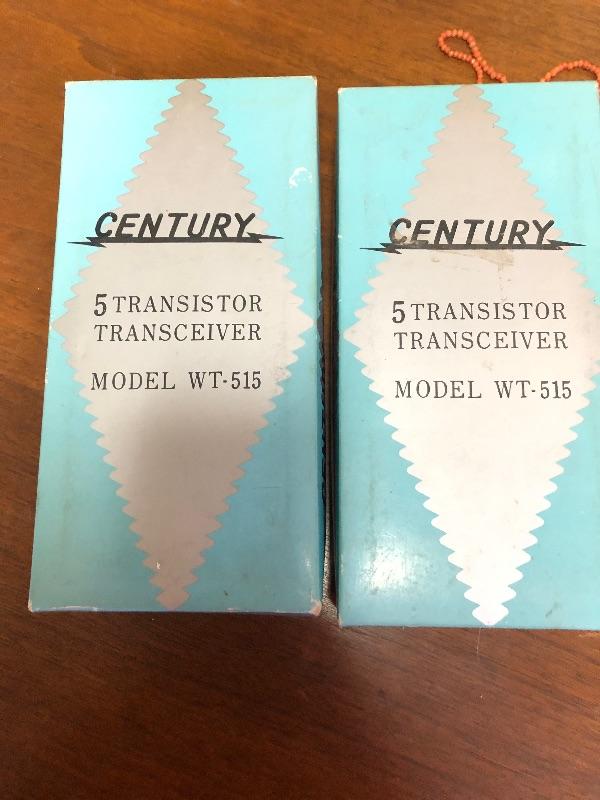 CENTURY
5 TRANSISTOR
TRANSCEIVER
MODEL WT-515
CENTURY
5 TRANSISTOR
TRANSCEIVER
MODEL WT-515